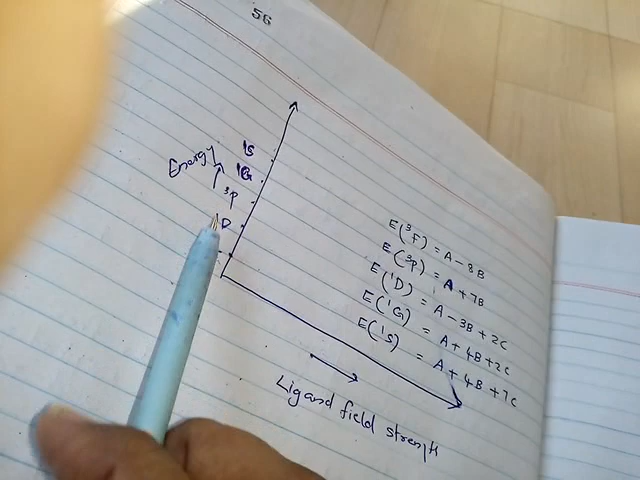 56
Energy
¹S
¹G
³P
D
E(³F) = A - 8B
E(³P) = A + 7B
E(¹D) = A - 3B + 2C
E(¹G) = A + 4B + 2C
E(¹S) = A + 4B + 7C
Ligand field strength